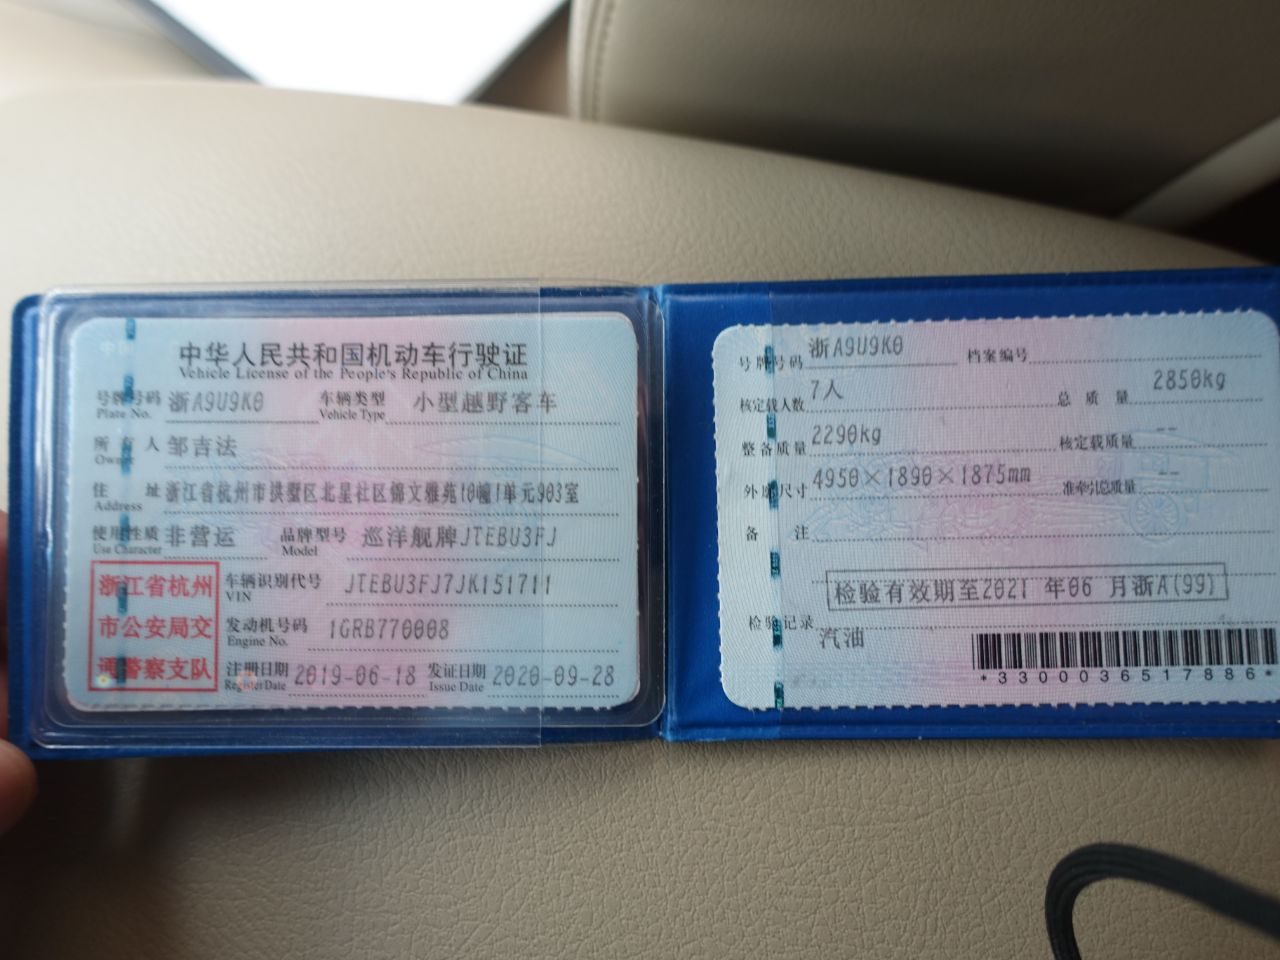 中华人民共和国机动车行驶证
Vehicle License of the People's Republic of China
号牌号码 浙A9U9K0 车辆类型 小型越野客车
Plate No. Vehicle Type
所有人 邹吉法
Owner
住址 浙江省杭州市拱墅区北星社区锦文雅苑10幢1单元903室
Address
使用性质 非营运 品牌型号 巡洋舰牌JTEBU3FJ
Use Character Model
浙江省杭州
市公安局交
通警察支队
车辆识别代号 JTEBU3FJ7JK151711
VIN
发动机号码 1GRB770008
Engine No.
注册日期 2019-06-18 发证日期 2020-09-28
Register Date Issue Date
号牌号码 浙A9U9K0 档案编号
核定载人数 7人 总质量 2850kg
整备质量 2290kg 核定载质量 --
外廓尺寸 4950×1890×1875mm 准牵引总质量 --
备注
检验有效期至2021 年06 月浙A(99)
检验记录
汽油
*3300036517886*